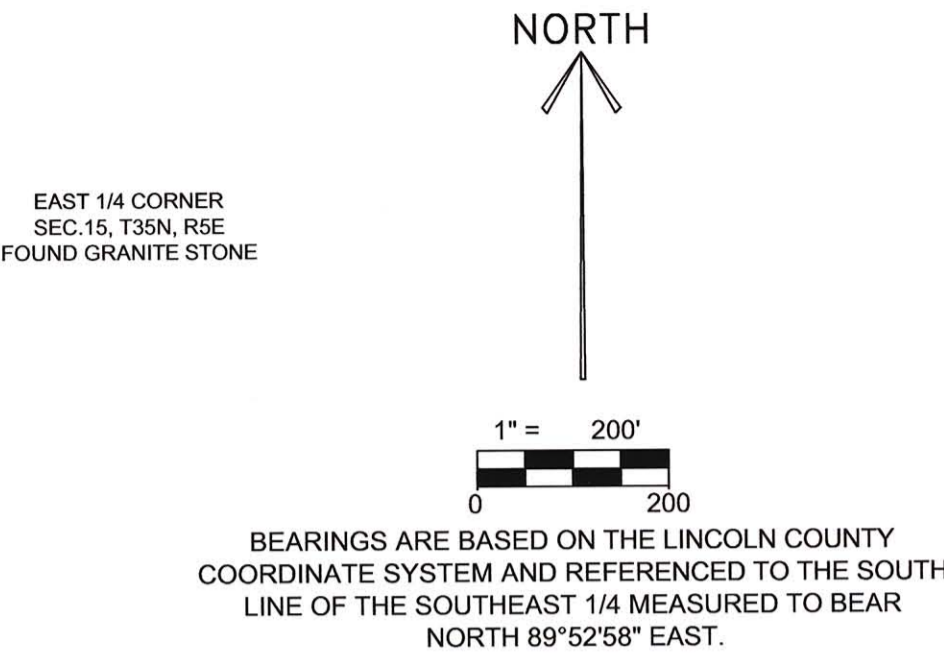 NORTH
EAST 1/4 CORNER
SEC.15, T35N, R5E
FOUND GRANITE STONE
1" = 200'
0 200
BEARINGS ARE BASED ON THE LINCOLN COUNTY
COORDINATE SYSTEM AND REFERENCED TO THE SOUTH
LINE OF THE SOUTHEAST 1/4 MEASURED TO BEAR
NORTH 89°52'58" EAST.